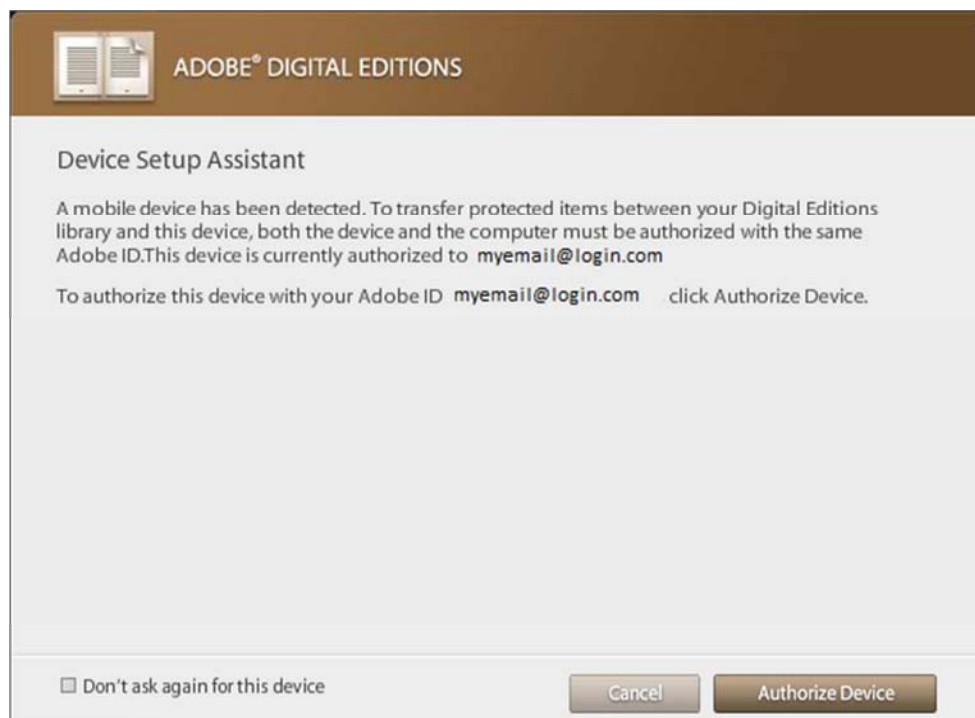 ADOBE® DIGITAL EDITIONS
Device Setup Assistant
A mobile device has been detected. To transfer protected items between your Digital Editions
library and this device, both the device and the computer must be authorized with the same
Adobe ID.This device is currently authorized to myemail@login.com
To authorize this device with your Adobe ID myemail@login.com click Authorize Device.
Don't ask again for this device
Cancel
Authorize Device